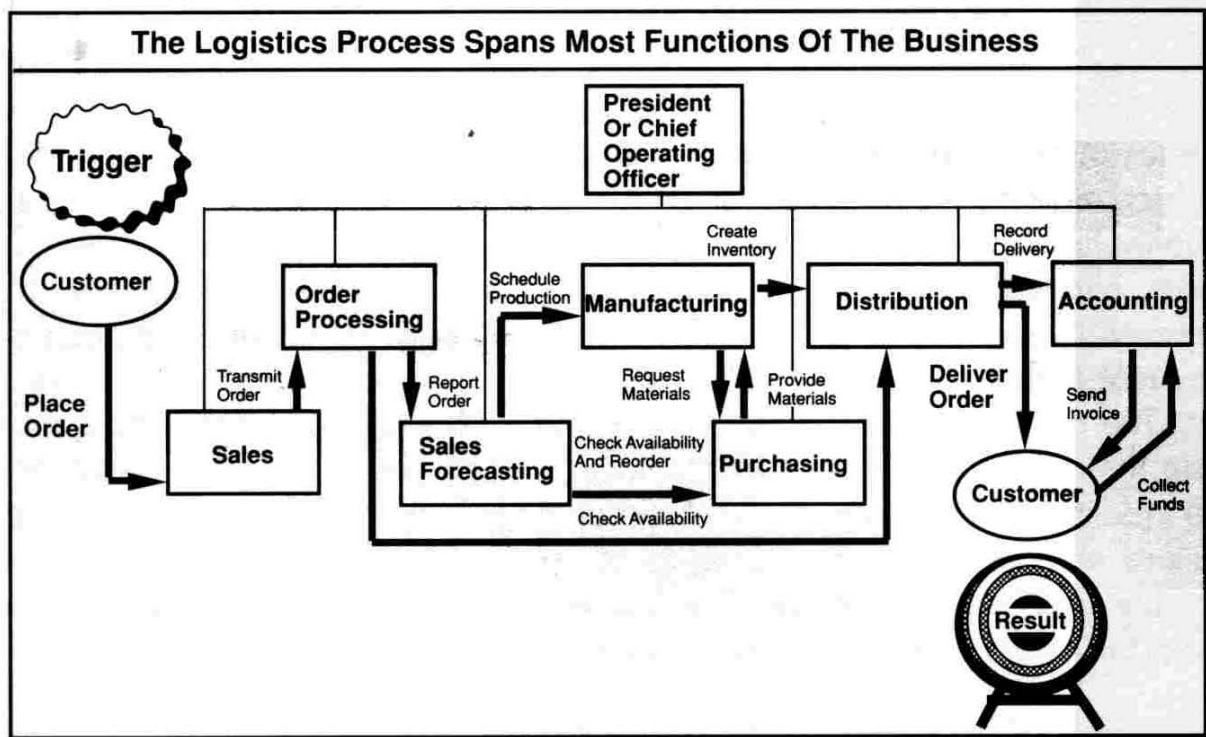 The Logistics Process Spans Most Functions Of The Business
Trigger
President
Or Chief
Operating
Officer
Customer
Place
Order
Sales
Transmit
Order
Order
Processing
Report
Order
Sales
Forecasting
Schedule
Production
Manufacturing
Create
Inventory
Request
Materials
Provide
Materials
Check Availability
And Reorder
Check Availability
Purchasing
Distribution
Record
Delivery
Accounting
Deliver
Order
Send
Invoice
Customer
Collect
Funds
Result